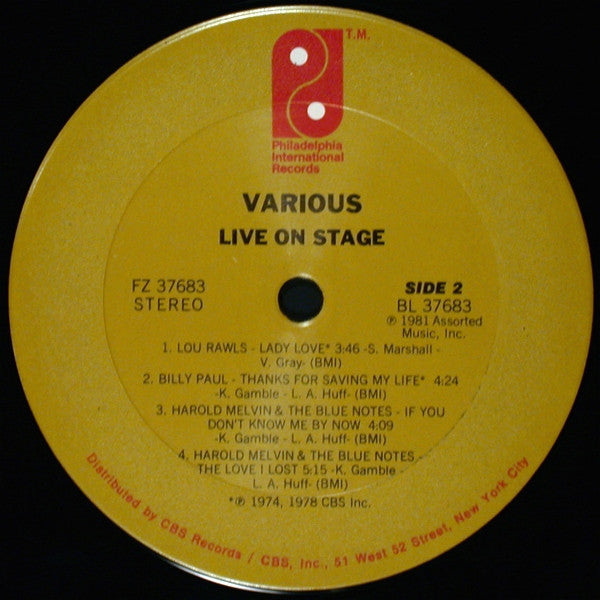 T.M.
Philadelphia
International
Records
VARIOUS
LIVE ON STAGE
FZ 37683
STEREO
SIDE 2
BL 37683
℗ 1981 Assorted
Music, Inc.
1. LOU RAWLS - LADY LOVE* 3:46 -S. Marshall -
V. Gray- (BMI)
2. BILLY PAUL - THANKS FOR SAVING MY LIFE* 4:24
-K. Gamble - L. A. Huff- (BMI)
3. HAROLD MELVIN & THE BLUE NOTES - IF YOU
DON'T KNOW ME BY NOW 4:09
-K. Gamble - L. A. Huff- (BMI)
4. HAROLD MELVIN & THE BLUE NOTES -
THE LOVE I LOST 5:15 -K. Gamble -
L. A. Huff- (BMI)
*℗ 1974, 1978 CBS Inc.
Distributed by CBS Records / CBS, Inc., 51 West 52 Street, New York City